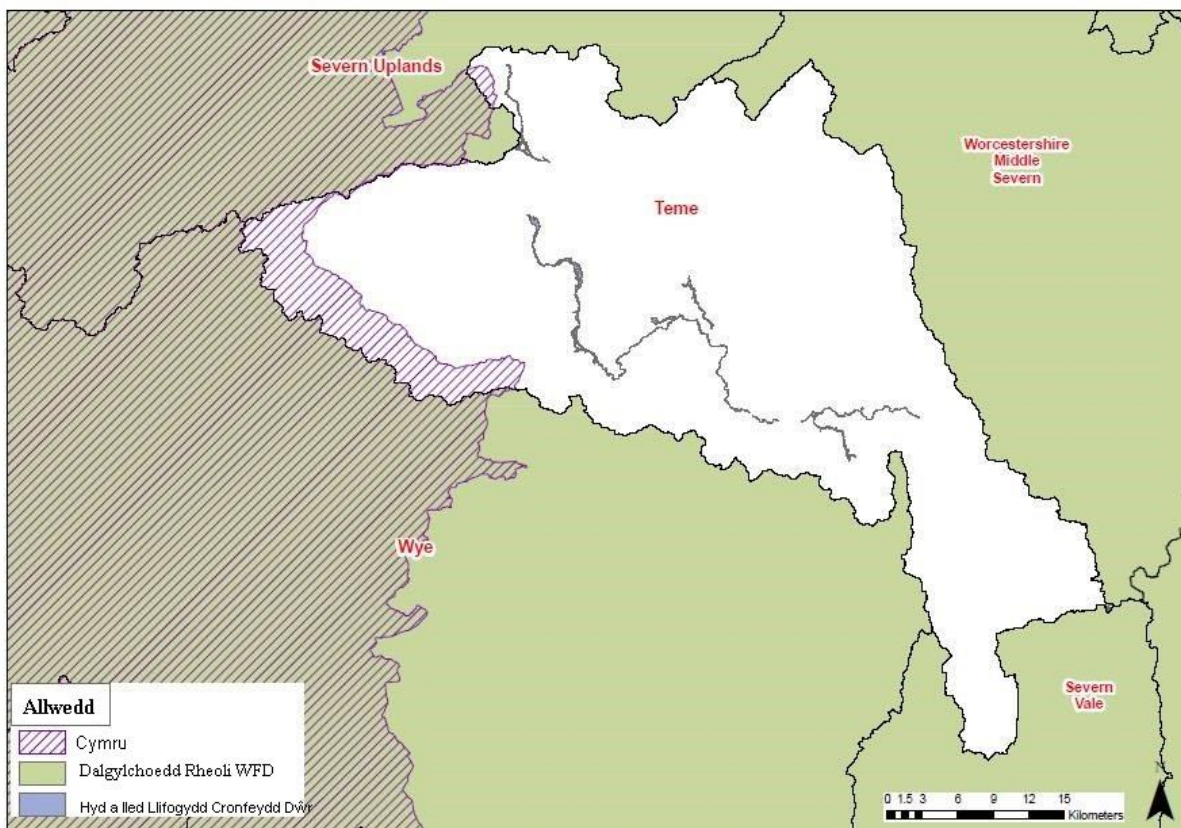 Severn Uplands
Worcestershire
Middle
Severn
Teme
Wye
Severn
Vale
Allwedd
Cymru
Dalgylchoedd Rheoli WFD
Hyd a lled Llifogydd Cronfeydd Dŵr
N
0 1.5 3 6 9 12 15
Kilometers